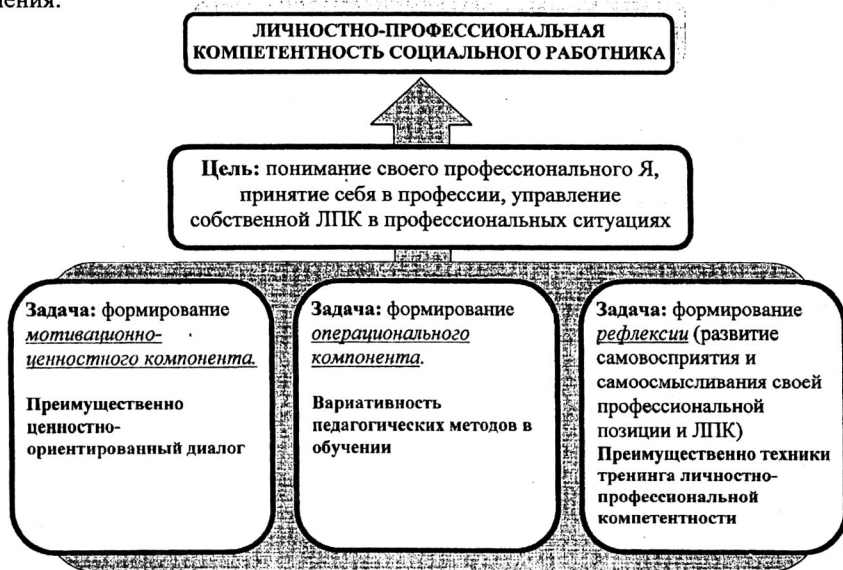 ЛИЧНОСТНО-ПРОФЕССИОНАЛЬНАЯ
КОМПЕТЕНТНОСТЬ СОЦИАЛЬНОГО РАБОТНИКА
Цель: понимание своего профессионального Я,
принятие себя в профессии, управление
собственной ЛПК в профессиональных ситуациях
Задача: формирование
мотивационно-
ценностного компонента.
Преимущественно
ценностно-
ориентированный диалог
Задача: формирование
операционального
компонента.
Вариативность
педагогических методов в
обучении
Задача: формирование
рефлексии (развитие
самовосприятия и
самоосмысливания своей
профессиональной
позиции и ЛПК)
Преимущественно техники
тренинга личностно-
профессиональной
компетентности